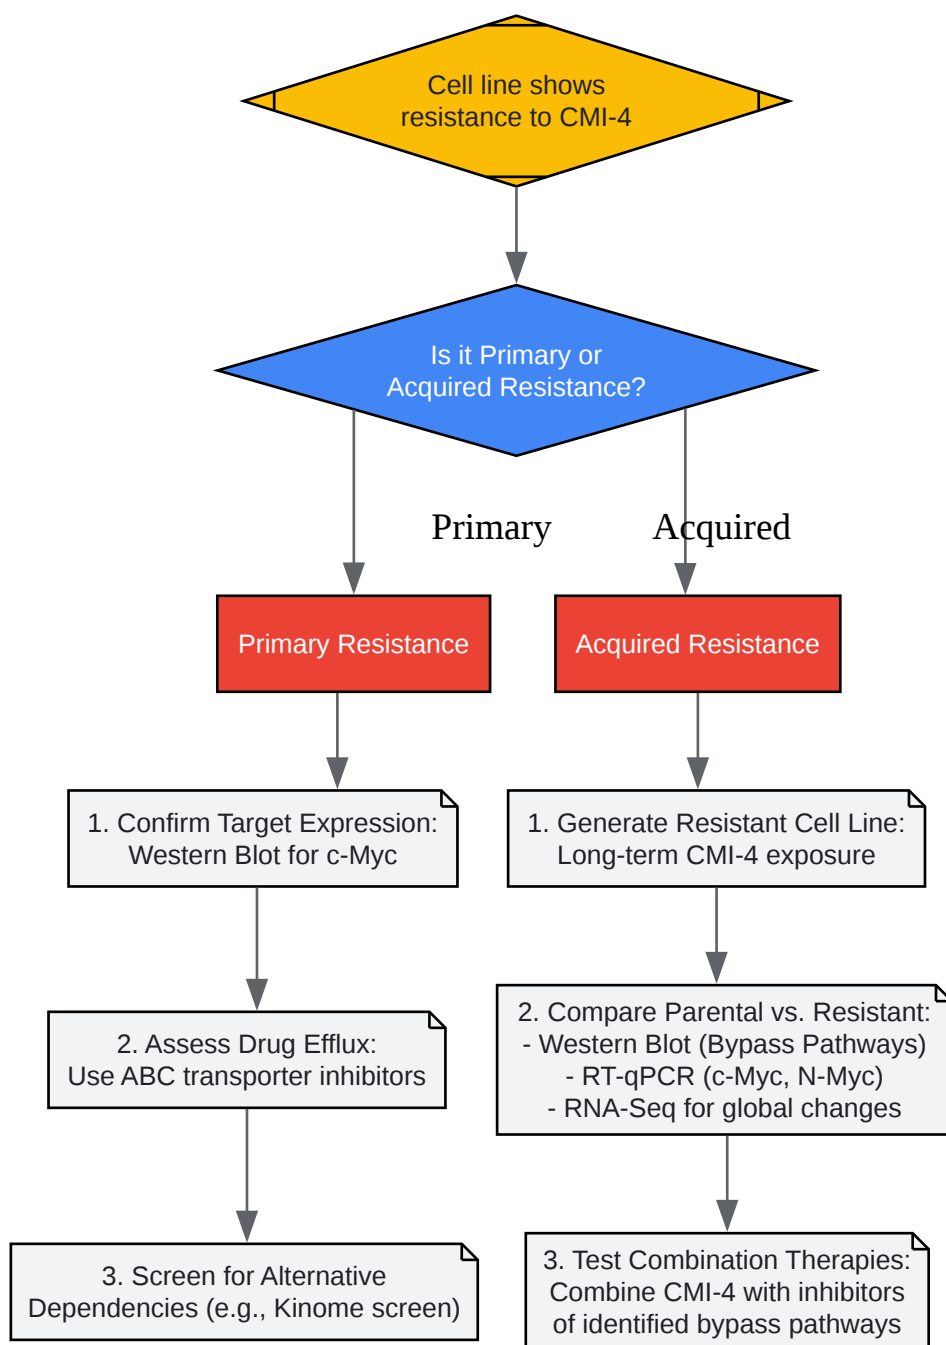 Cell line shows
resistance to CMI-4
Is it Primary or
Acquired Resistance?
Primary
Acquired
Primary Resistance
Acquired Resistance
1. Confirm Target Expression:
Western Blot for c-Myc
1. Generate Resistant Cell Line:
Long-term CMI-4 exposure
2. Assess Drug Efflux:
Use ABC transporter inhibitors
2. Compare Parental vs. Resistant:
- Western Blot (Bypass Pathways)
- RT-qPCR (c-Myc, N-Myc)
- RNA-Seq for global changes
3. Screen for Alternative
Dependencies (e.g., Kinome screen)
3. Test Combination Therapies:
Combine CMI-4 with inhibitors
of identified bypass pathways